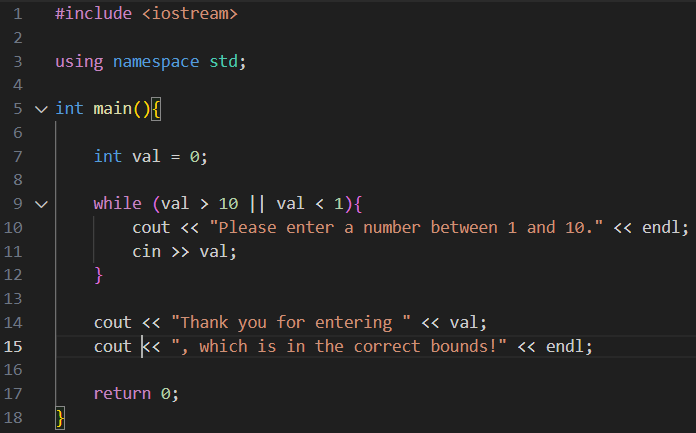 1 #include <iostream>
2
3 using namespace std;
4
5 int main(){
6
7 int val = 0;
8
9 while (val > 10 || val < 1){
10 cout << "Please enter a number between 1 and 10." << endl;
11 cin >> val;
12 }
13
14 cout << "Thank you for entering " << val;
15 cout << ", which is in the correct bounds!" << endl;
16
17 return 0;
18 }